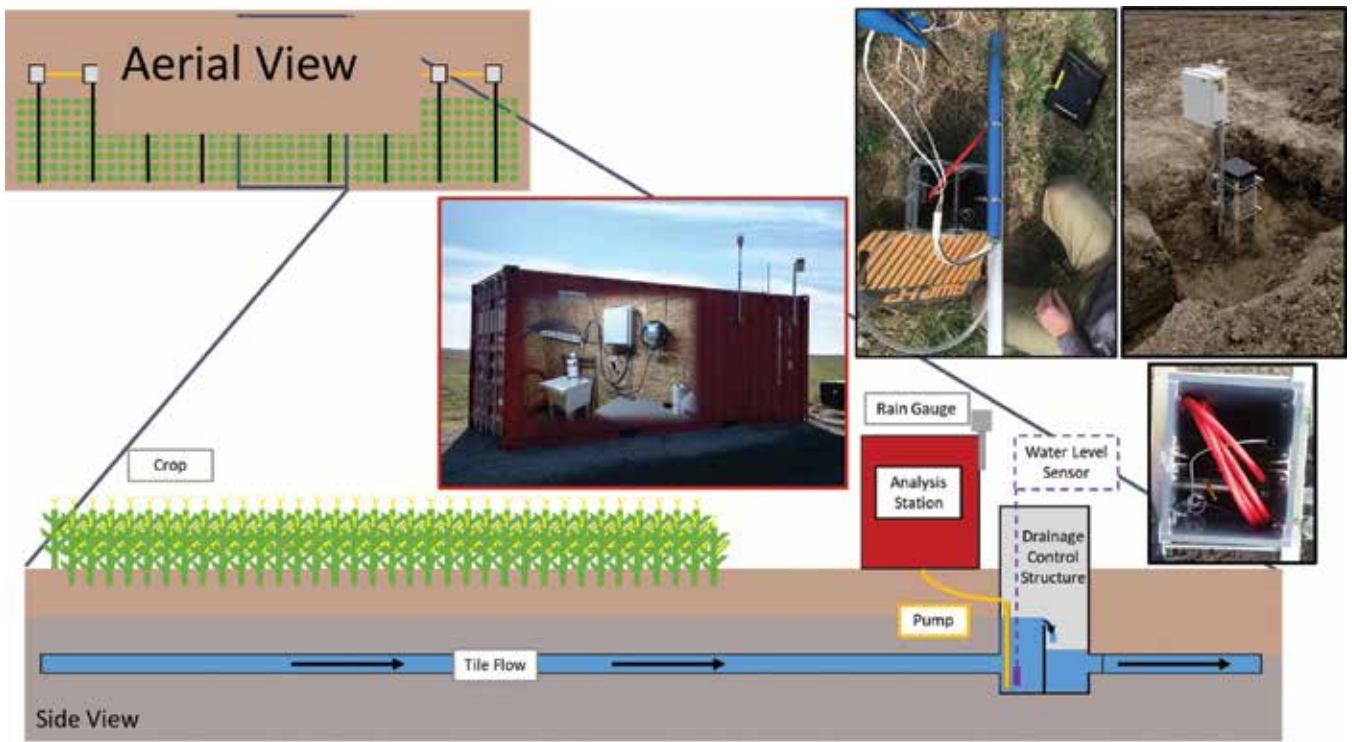 Aerial View
Rain Gauge
Crop
Analysis
Station
Water Level
Sensor
Drainage
Control
Structure
Pump
Tile Flow
Side View